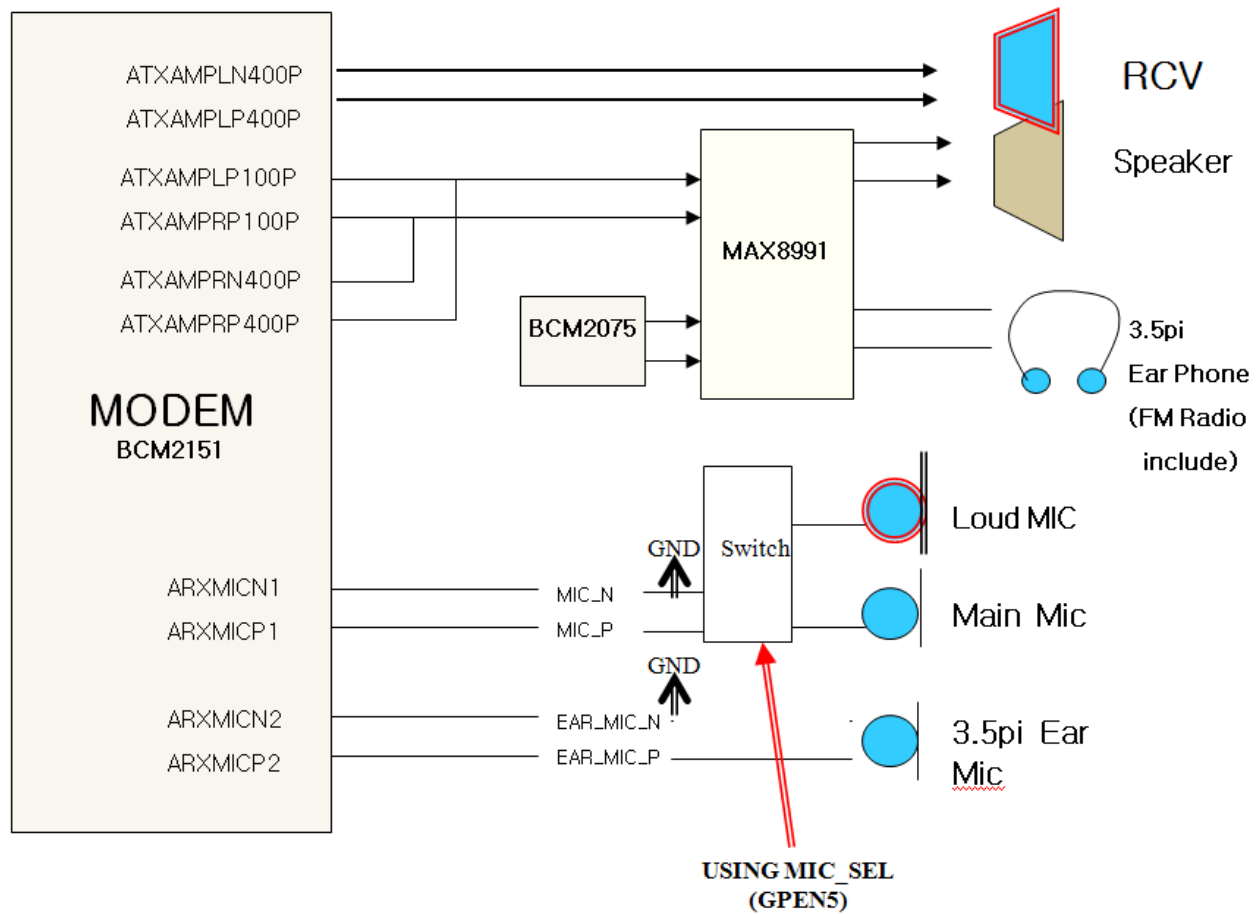 ATXAMPLN400P
ATXAMPLP400P
ATXAMPLP100P
ATXAMPRP100P
ATXAMPRN400P
ATXAMPRP400P
MODEM
BCM2151
ARXMICN1
ARXMICP1
ARXMICN2
ARXMICP2
BCM2075
MAX8991
RCV
Speaker
3.5pi
Ear Phone
(FM Radio
include)
MIC_N
MIC_P
GND
Switch
Loud MIC
Main Mic
GND
EAR_MIC_N
EAR_MIC_P
3.5pi Ear
Mic
USING MIC_SEL
(GPEN5)